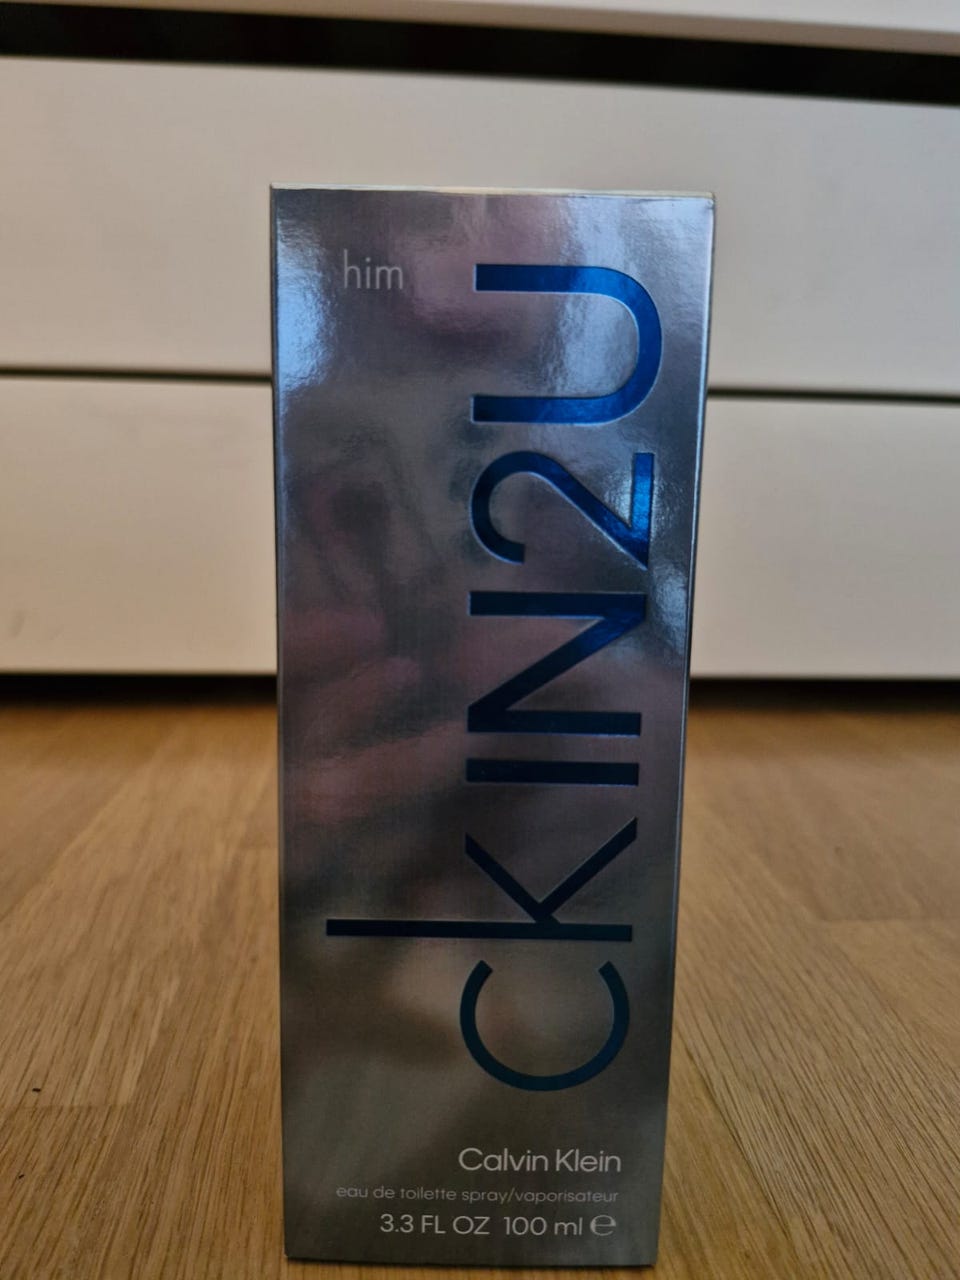 him
ckIN2U
Calvin Klein
eau de toilette spray/vaporisateur
3.3 FL OZ 100 ml ℮